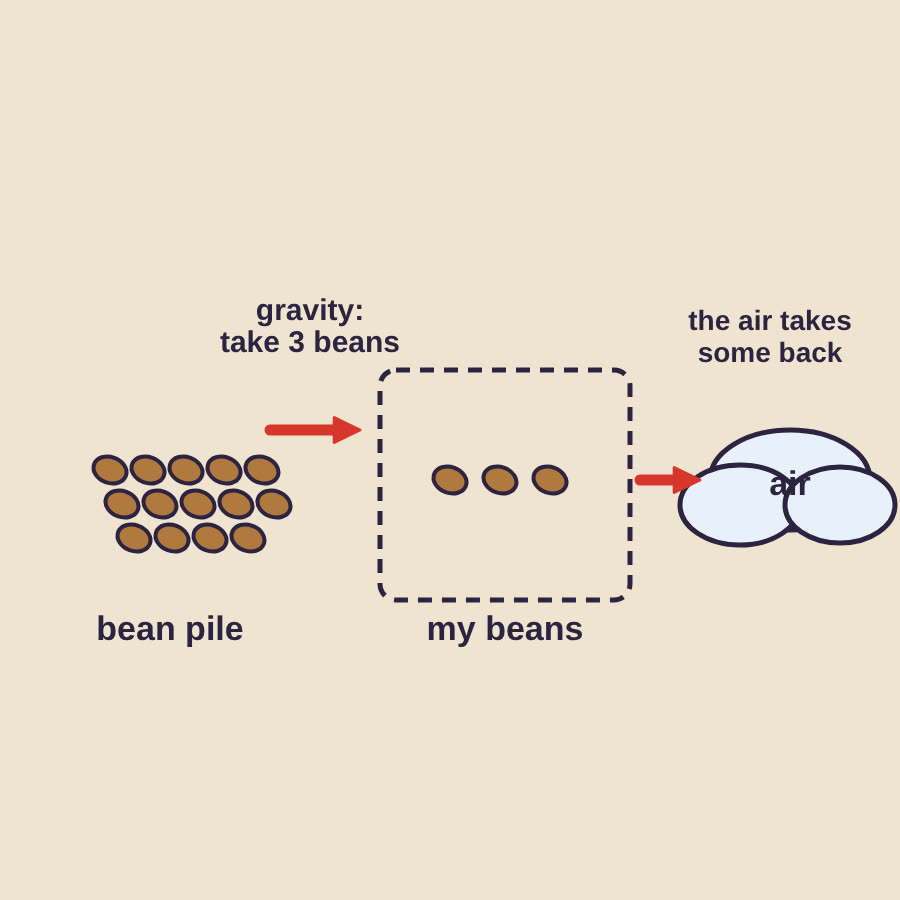 gravity:
take 3 beans
the air takes
some back
air
bean pile
my beans